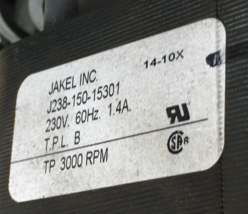 JAKEL INC.
14-10X
J238-150-15301
230V. 60Hz. 1.4A.
T.P.L. B
TP 3000 RPM